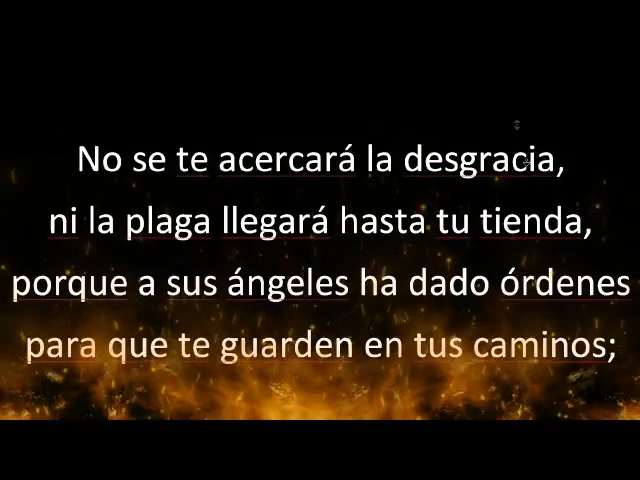 No se te acercará la desgracia,
ni la plaga llegará hasta tu tienda,
porque a sus ángeles ha dado órdenes
para que te guarden en tus caminos;